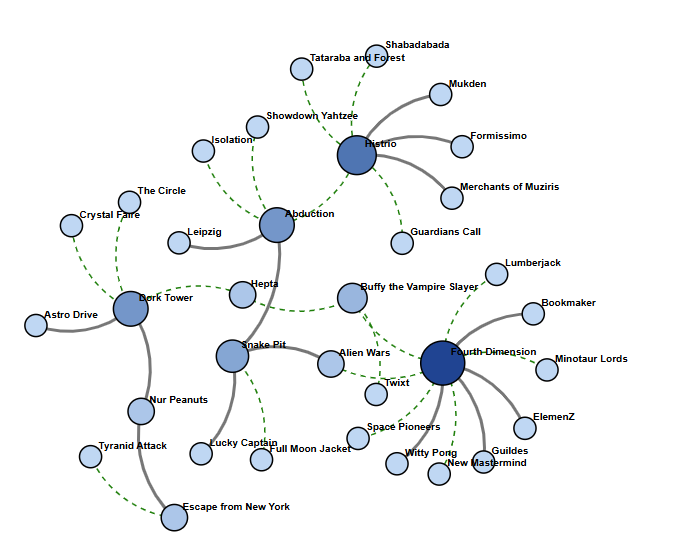 Shabadabada
Tataraba and Forest
Mukden
Showdown Yahtzee
Formissimo
Isolation
Histrio
Merchants of Muziris
The Circle
Crystal Faire
Abduction
Leipzig
Guardians Call
Lumberjack
Hepta
Buffy the Vampire Slayer
Dork Tower
Bookmaker
Astro Drive
Snake Pit
Alien Wars
Fourth Dimension
Minotaur Lords
Twixt
Nur Peanuts
ElemenZ
Space Pioneers
Tyranid Attack
Lucky Captain
Full Moon Jacket
Witty Pong
Guildes
New Mastermind
Escape from New York